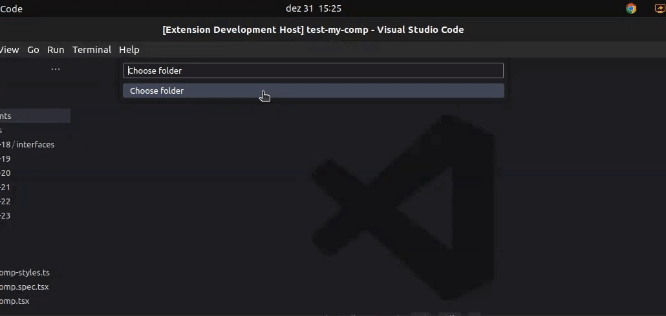 Code
dez 31 15:25
[Extension Development Host] test-my-comp - Visual Studio Code
View Go Run Terminal Help
...
Choose folder
Choose folder
nts
s
-18 / interfaces
-19
-20
-21
-22
-23
omp-styles.ts
omp.spec.tsx
omp.tsx